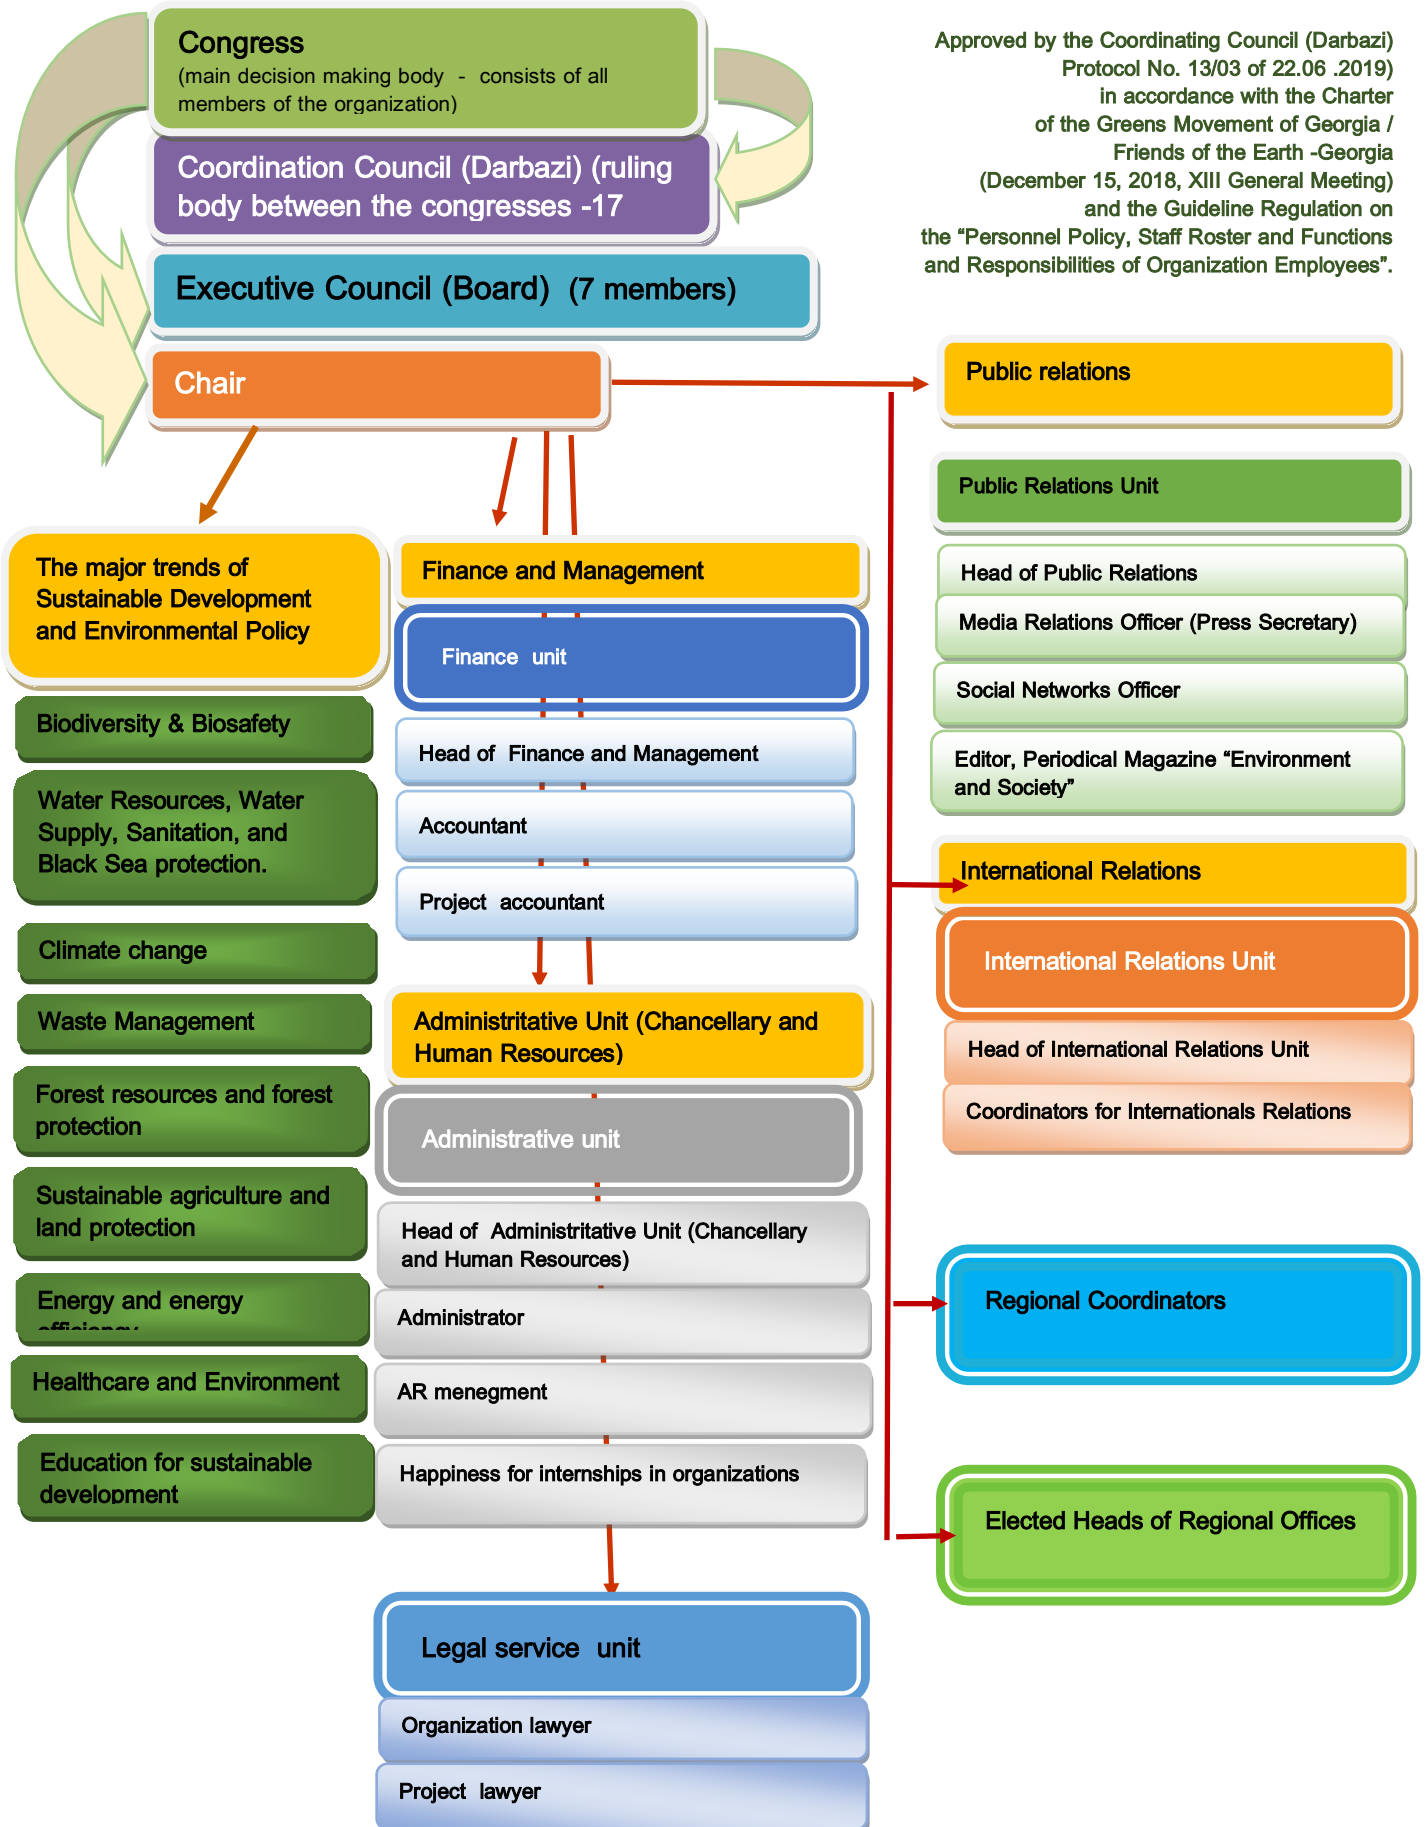 Congress
(main decision making body  -  consists of all
members of the organization)
Coordination Council (Darbazi) (ruling
body between the congresses -17
Executive Council (Board)  (7 members)
Chair
Approved by the Coordinating Council (Darbazi)
Protocol No. 13/03 of 22.06 .2019)
in accordance with the Charter
of the Greens Movement of Georgia /
Friends of the Earth -Georgia
(December 15, 2018, XIII General Meeting)
and the Guideline Regulation on
the “Personnel Policy, Staff Roster and Functions
and Responsibilities of Organization Employees”.
The major trends of
Sustainable Development
and Environmental Policy
Biodiversity & Biosafety
Water Resources, Water
Supply, Sanitation, and
Black Sea protection.
Climate change
Waste Management
Forest resources and forest
protection
Sustainable agriculture and
land protection
Energy and energy
efficiency
Healthcare and Environment
Education for sustainable
development
Finance and Management
Finance  unit
Head of  Finance and Management
Accountant
Project  accountant
Administritative Unit (Chancellary and
Human Resources)
Administrative unit
Head of  Administritative Unit (Chancellary
and Human Resources)
Administrator
AR menegment
Happiness for internships in organizations
Legal service  unit
Organization lawyer
Project  lawyer
Public relations
Public Relations Unit
Head of Public Relations
Media Relations Officer (Press Secretary)
Social Networks Officer
Editor, Periodical Magazine “Environment
and Society”
International Relations
International Relations Unit
Head of International Relations Unit
Coordinators for Internationals Relations
Regional Coordinators
Elected Heads of Regional Offices